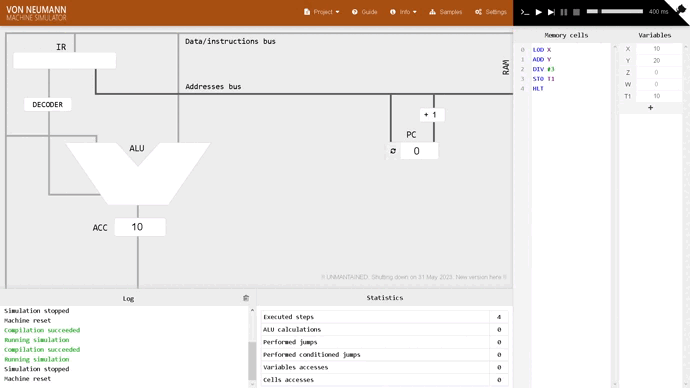 VON NEUMANN
MACHINE SIMULATOR
Project
Guide
Info
Samples
Settings
400 ms
Data/instructions bus
IR
RAM
Addresses bus
DECODER
+ 1
PC
0
ALU
ACC
10
UNMANTAINED. Shutting down on 31 May 2023. New version here
Memory cells
0 LOD X
1 ADD Y
2 DIV #3
3 STO T1
4 HLT
Variables
X 10
Y 20
Z 0
W 0
T1 10
+
Log
Simulation stopped
Machine reset
Compilation succeeded
Running simulation
Compilation succeeded
Running simulation
Simulation stopped
Machine reset
Statistics
Executed steps 4
ALU calculations 0
Performed jumps 0
Performed conditioned jumps 0
Variables accesses 0
Cells accesses 0